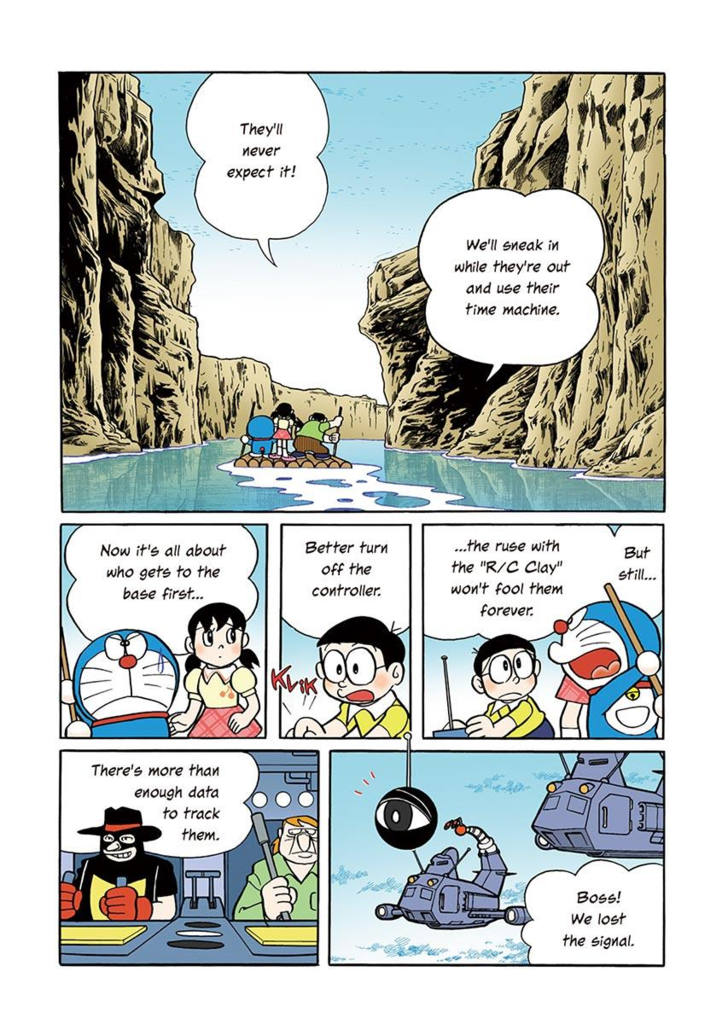 We'll sneak in
while they're out
and use their
time machine.
They'll
never
expect it!
But
still...
...the ruse with
the "R/C Clay"
won't fool them
forever.
Better turn
off the
controller.
KLIK
Now it's all about
who gets to the
base first...
Boss!
We lost
the signal.
There's more than
enough data
to track
them.